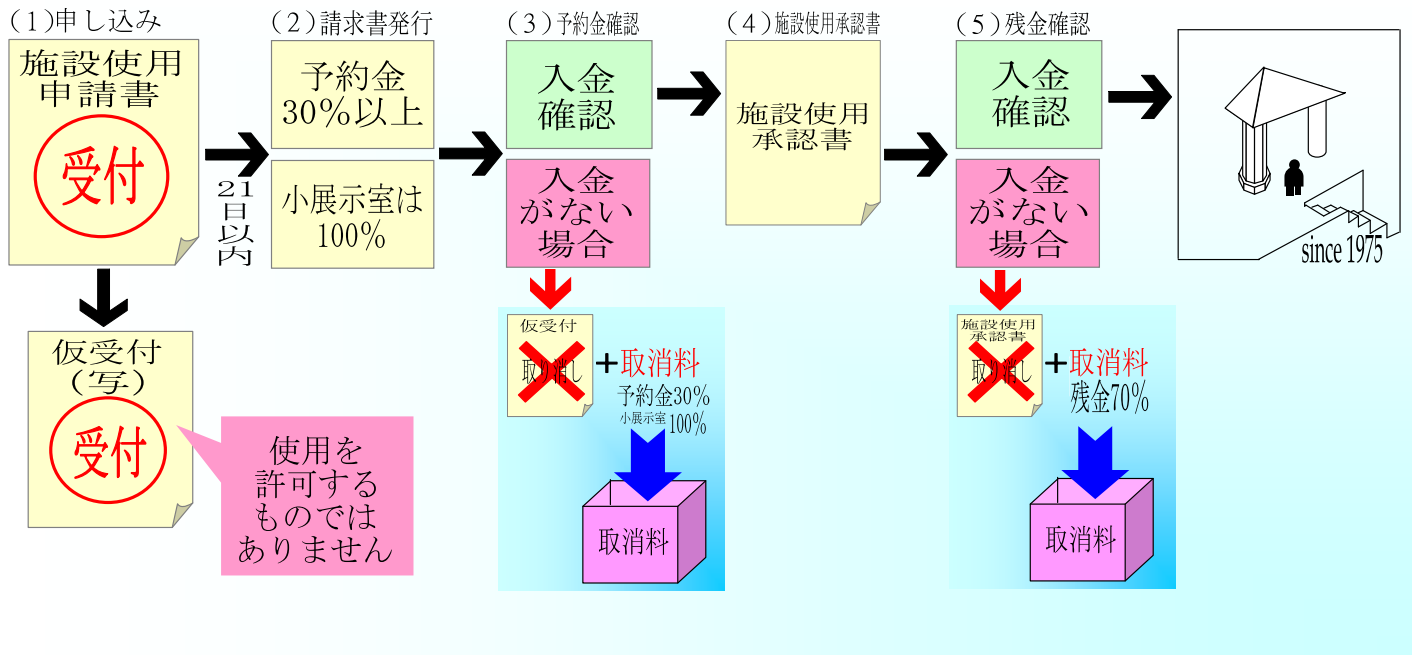 (1)申し込み
施設使用
申請書
受付
21
日
以
内
仮受付
(写)
受付
使用を
許可する
ものでは
ありません
(2)請求書発行
予約金
30%以上
小展示室は
100%
(3)予約金確認
入金
確認
入金
がない
場合
仮受付
取り消し
+取消料
予約金30%
小展示室100%
取消料
(4)施設使用承認書
施設使用
承認書
(5)残金確認
入金
確認
入金
がない
場合
施設使用
承認書
取り消し
+取消料
残金70%
取消料
since 1975